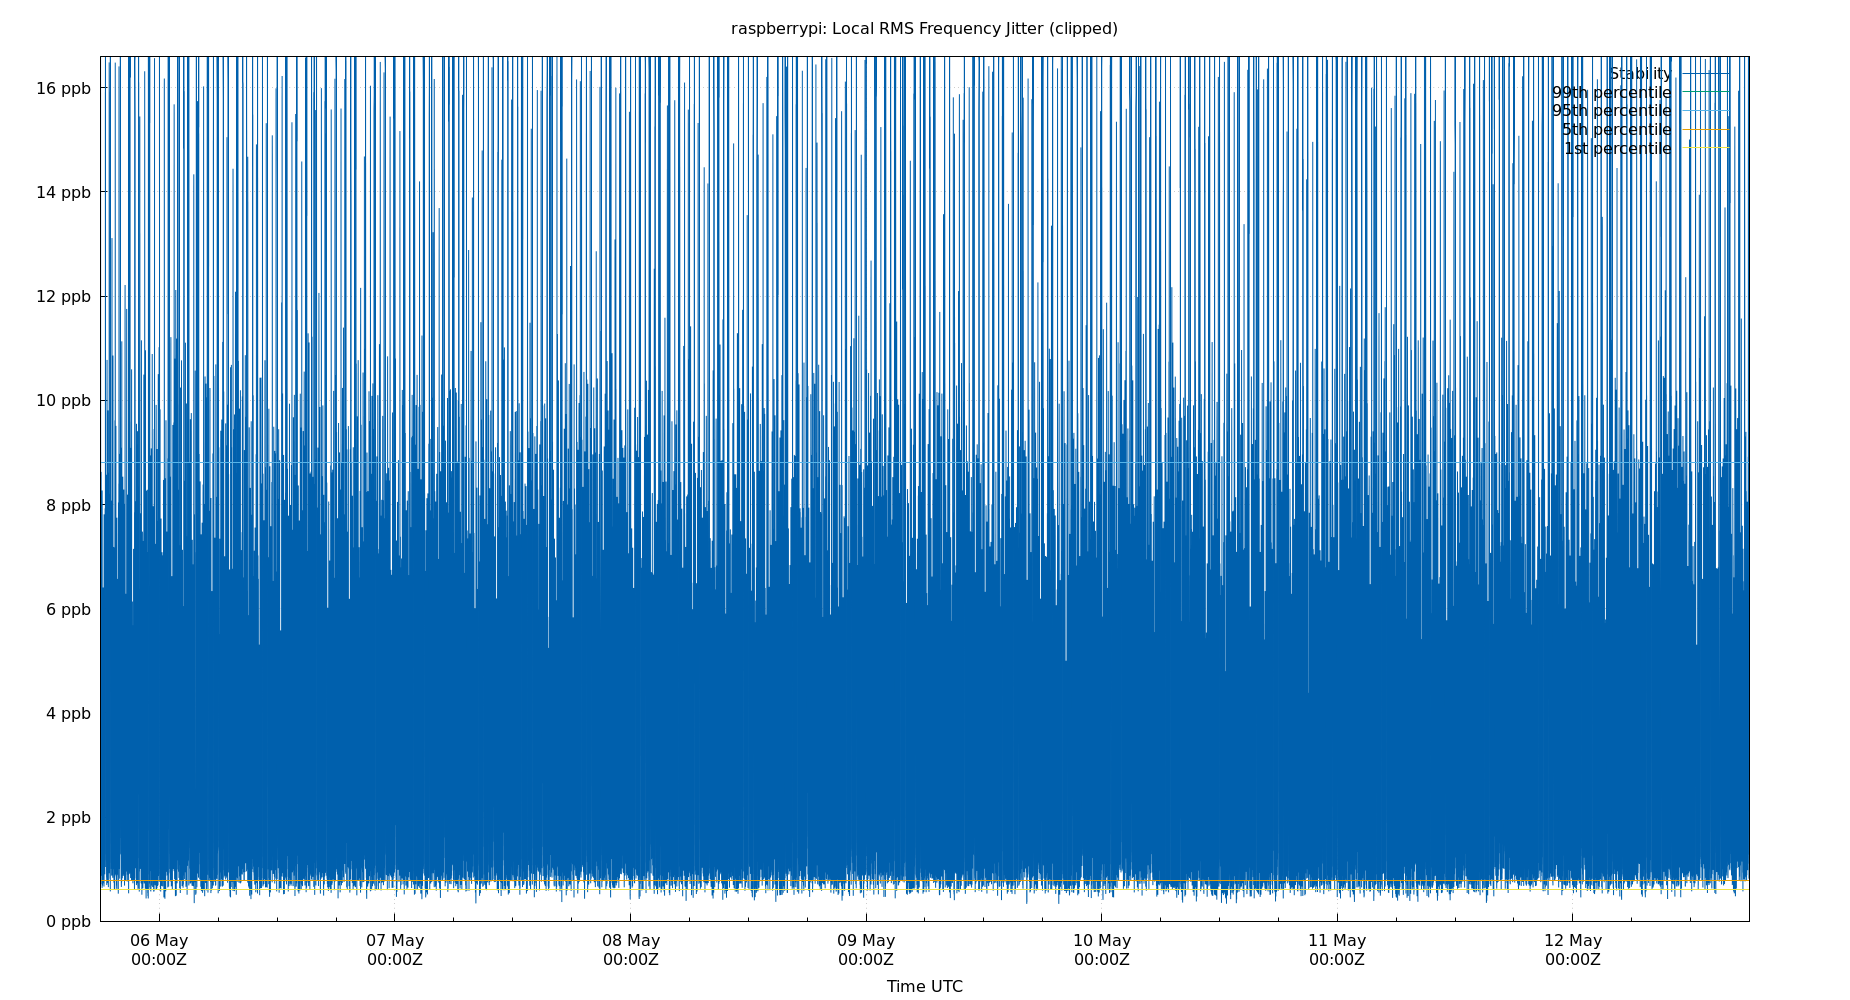 raspberrypi: Local RMS Frequency Jitter (clipped)
Stability
99th percentile
95th percentile
5th percentile
1st percentile
16 ppb
14 ppb
12 ppb
10 ppb
8 ppb
6 ppb
4 ppb
2 ppb
0 ppb
06 May 07 May 08 May 09 May 10 May 11 May 12 May
00:00Z 00:00Z 00:00Z 00:00Z 00:00Z 00:00Z 00:00Z
Time UTC